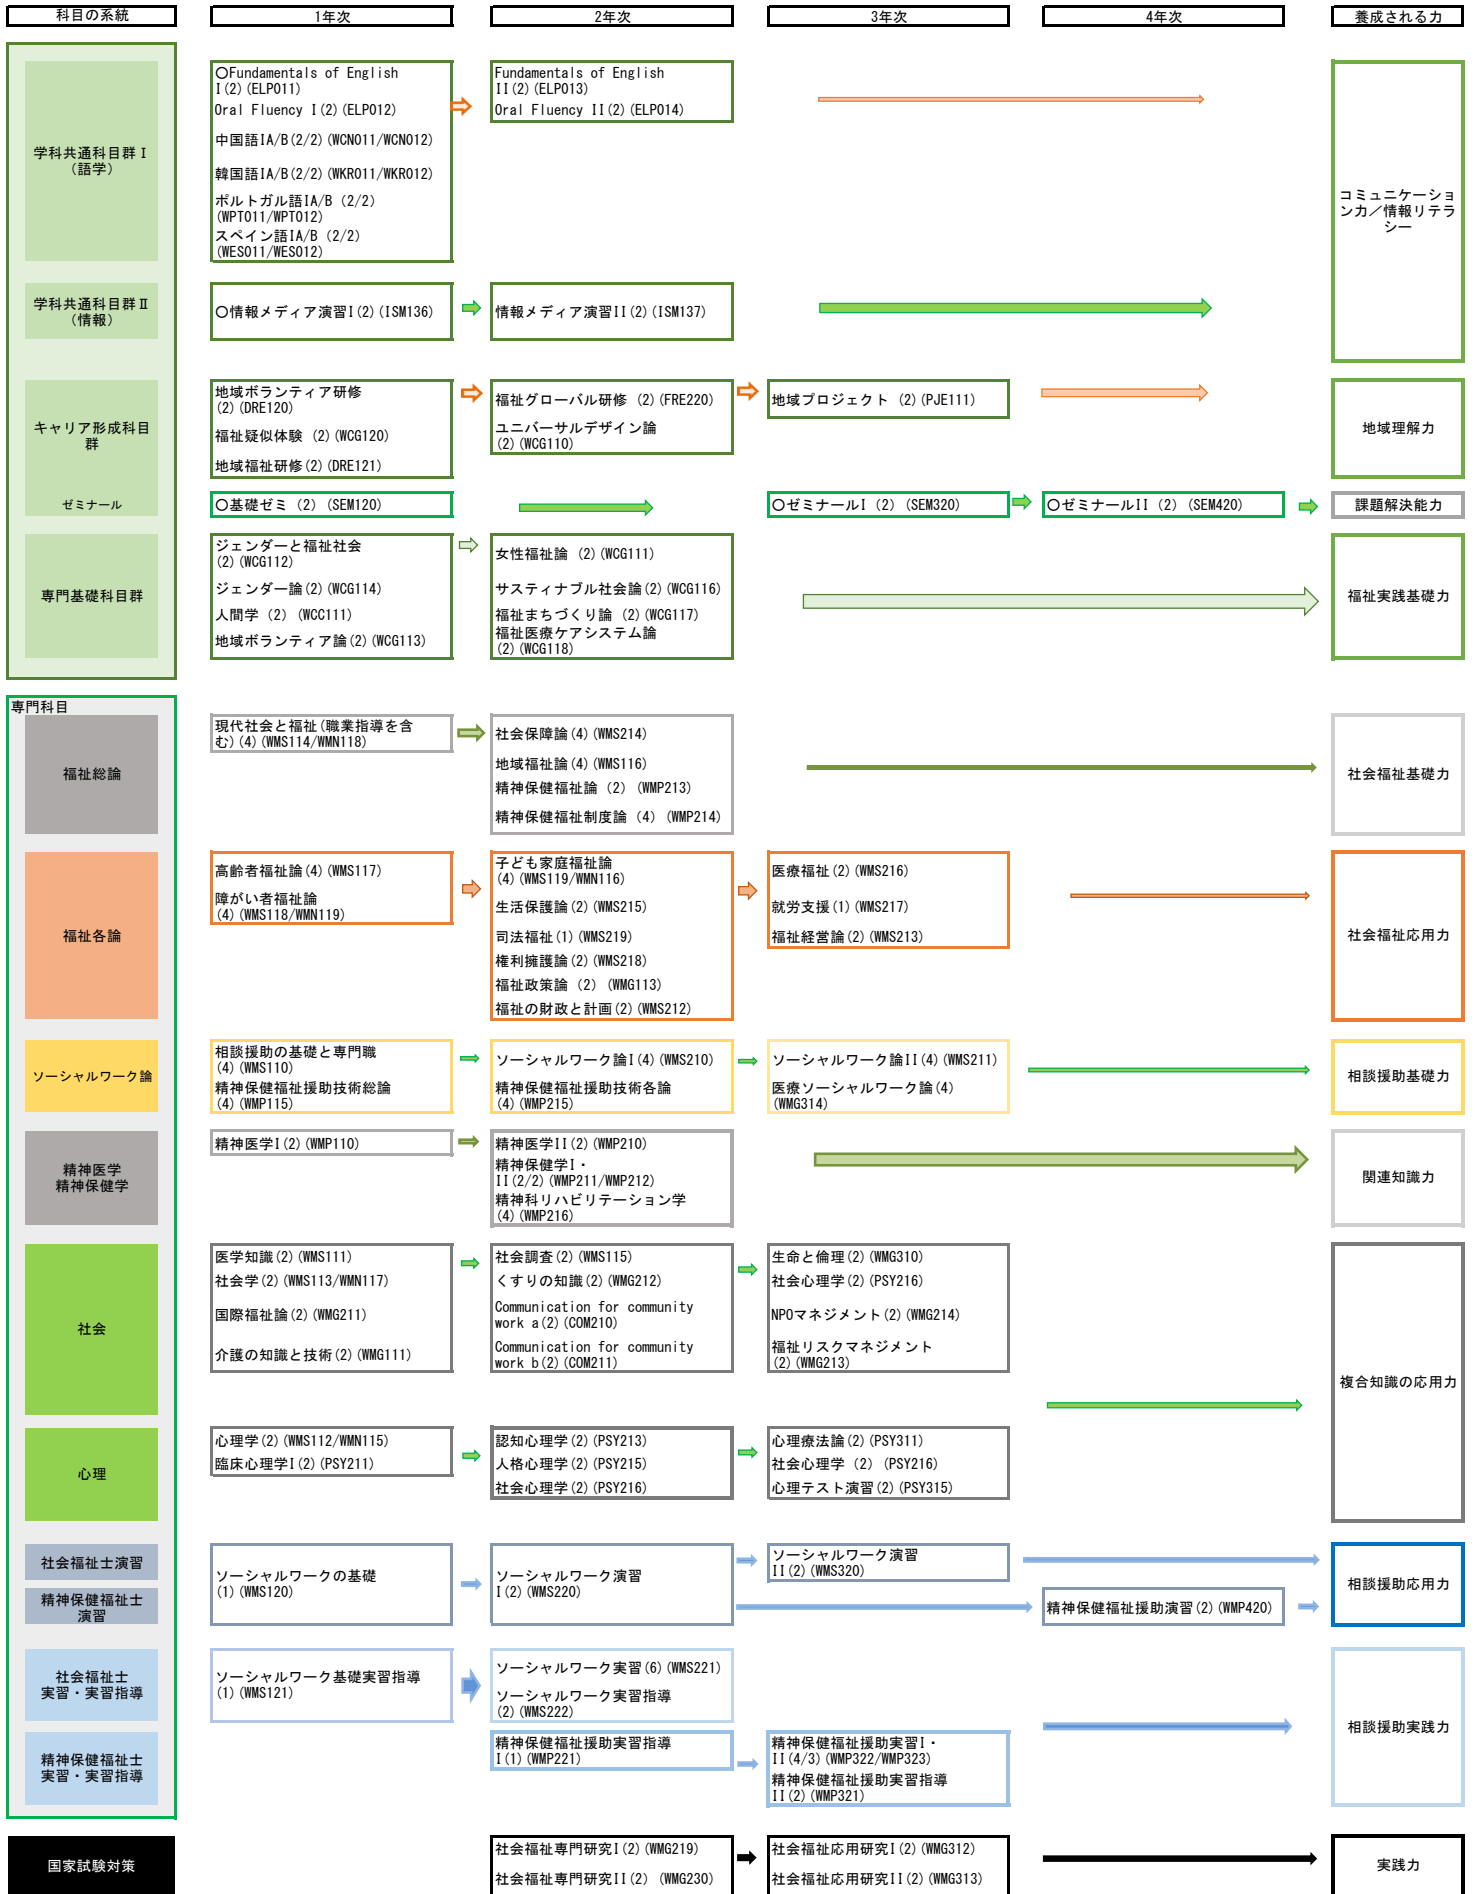 科目の系統
1年次
2年次
3年次
4年次
養成される力
学科共通科目群Ⅰ
（語学）
〇Fundamentals of English
I(2)(ELP011)
Oral Fluency I(2)(ELP012)
中国語IA/B(2/2)(WCN011/WCN012)
韓国語IA/B(2/2)(WKR011/WKR012)
ポルトガル語IA/B（2/2）
(WPT011/WPT012)
スペイン語IA/B（2/2）
(WES011/WES012)
Fundamentals of English
II(2)(ELP013)
Oral Fluency II(2)(ELP014)
コミュニケーショ
ン力／情報リテラ
シー
学科共通科目群Ⅱ
（情報）
〇情報メディア演習I(2)(ISM136)
情報メディア演習II(2)(ISM137)
キャリア形成科目
群
地域ボランティア研修
(2)(DRE120)
福祉疑似体験（2)(WCG120)
地域福祉研修(2)(DRE121)
福祉グローバル研修（2)(FRE220)
ユニバーサルデザイン論
(2)(WCG110)
地域プロジェクト（2)(PJE111)
地域理解力
ゼミナール
〇基礎ゼミ（2）(SEM120)
〇ゼミナールI（2）(SEM320)
〇ゼミナールII（2）(SEM420)
課題解決能力
専門基礎科目群
ジェンダーと福祉社会
(2)(WCG112)
ジェンダー論(2)(WCG114)
人間学（2）（WCC111)
地域ボランティア論(2)(WCG113)
女性福祉論（2)(WCG111)
サスティナブル社会論(2)(WCG116)
福祉まちづくり論（2)(WCG117)
福祉医療ケアシステム論
(2)(WCG118)
福祉実践基礎力
専門科目
福祉総論
現代社会と福祉(職業指導を含
む)(4)(WMS114/WMN118)
社会保障論(4)(WMS214)
地域福祉論(4)(WMS116)
精神保健福祉論（2）（WMP213)
精神保健福祉制度論（4）（WMP214)
社会福祉基礎力
福祉各論
高齢者福祉論(4)(WMS117)
障がい者福祉論
(4)(WMS118/WMN119)
子ども家庭福祉論
(4)(WMS119/WMN116)
生活保護論(2)(WMS215)
司法福祉(1)(WMS219)
権利擁護論(2)(WMS218)
福祉政策論（2）（WMG113)
福祉の財政と計画(2)(WMS212)
医療福祉(2)(WMS216)
就労支援(1)(WMS217)
福祉経営論(2)(WMS213)
社会福祉応用力
ソーシャルワーク論
相談援助の基礎と専門職
(4)(WMS110)
精神保健福祉援助技術総論
(4)(WMP115)
ソーシャルワーク論I(4)(WMS210)
精神保健福祉援助技術各論
(4)(WMP215)
ソーシャルワーク論II(4)(WMS211)
医療ソーシャルワーク論(4)
(WMG314)
相談援助基礎力
精神医学
精神保健学
精神医学I(2)(WMP110)
精神医学II(2)(WMP210)
精神保健学I・
II(2/2)(WMP211/WMP212)
精神科リハビリテーション学
(4)(WMP216)
関連知識力
社会
医学知識(2)(WMS111)
社会学(2)(WMS113/WMN117)
国際福祉論(2)(WMG211)
介護の知識と技術(2)(WMG111)
社会調査(2)(WMS115)
くすりの知識(2)(WMG212)
Communication for community
work a(2)(COM210)
Communication for community
work b(2)(COM211)
生命と倫理(2)(WMG310)
社会心理学(2)(PSY216)
NPOマネジメント(2)(WMG214)
福祉リスクマネジメント
(2)(WMG213)
複合知識の応用力
心理
心理学(2)(WMS112/WMN115)
臨床心理学I(2)(PSY211)
認知心理学(2)(PSY213)
人格心理学(2)(PSY215)
社会心理学(2)(PSY216)
心理療法論(2)(PSY311)
社会心理学（2）（PSY216)
心理テスト演習(2)(PSY315)
社会福祉士演習
精神保健福祉士
演習
ソーシャルワークの基礎
(1)(WMS120)
ソーシャルワーク演習
I(2)(WMS220)
ソーシャルワーク演習
II(2)(WMS320)
精神保健福祉援助演習(2)(WMP420)
相談援助応用力
社会福祉士
実習・実習指導
ソーシャルワーク基礎実習指導
(1)(WMS121)
ソーシャルワーク実習(6)(WMS221)
ソーシャルワーク実習指導
(2)(WMS222)
相談援助実践力
精神保健福祉士
実習・実習指導
精神保健福祉援助実習指導
I(1)(WMP221)
精神保健福祉援助実習I・
II(4/3)(WMP322/WMP323)
精神保健福祉援助実習指導
II(2)(WMP321)
国家試験対策
社会福祉専門研究I(2)(WMG219)
社会福祉専門研究II(2)（WMG230)
社会福祉応用研究I(2)(WMG312)
社会福祉応用研究II(2)(WMG313)
実践力